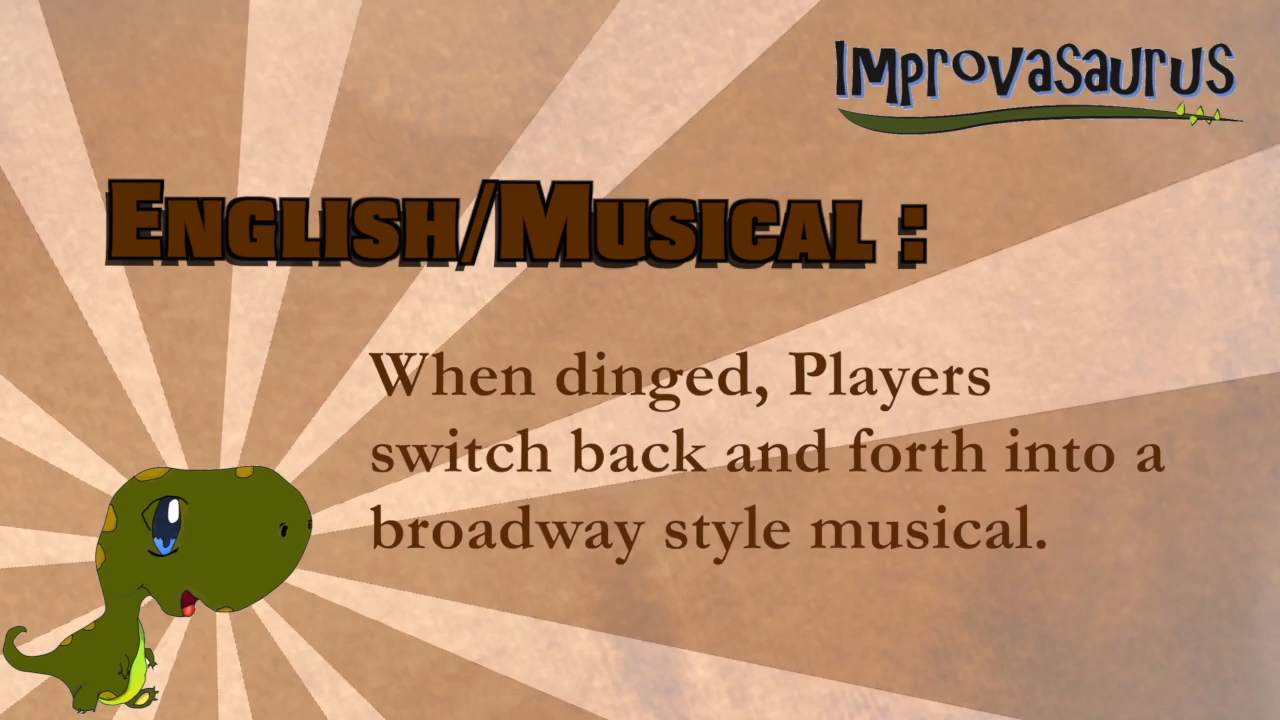 Improvasaurus
English/Musical :
When dinged, Players
switch back and forth into a
broadway style musical.